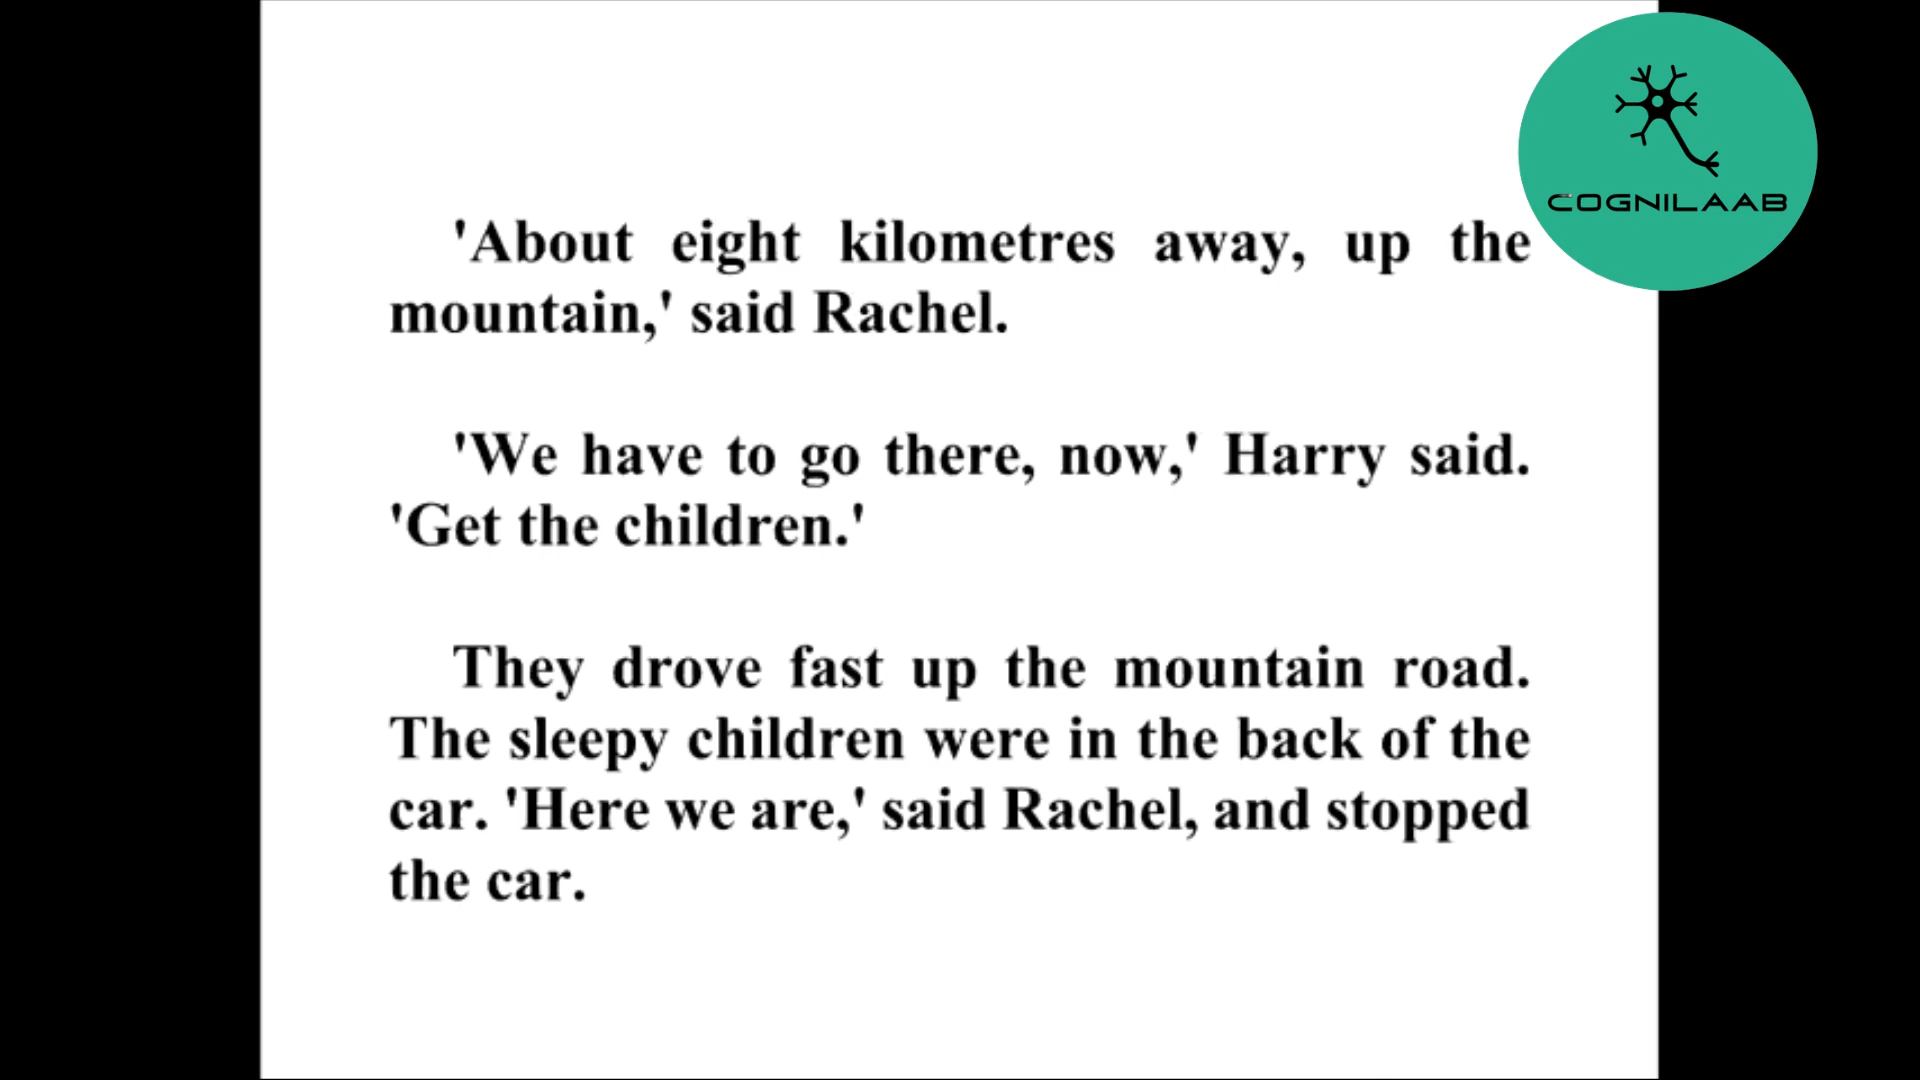 COGNILAAB
'About eight kilometres away, up the
mountain,' said Rachel.
'We have to go there, now,' Harry said.
'Get the children.'
They drove fast up the mountain road.
The sleepy children were in the back of the
car. 'Here we are,' said Rachel, and stopped
the car.